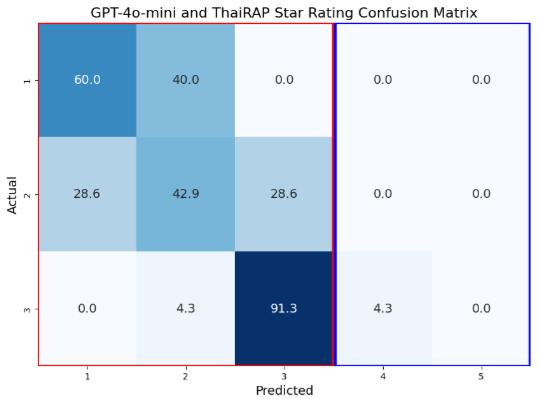 GPT-4o-mini and ThaiRAP Star Rating Confusion Matrix
Actual
1
60.0 40.0 0.0 0.0 0.0
2
28.6 42.9 28.6 0.0 0.0
3
0.0 4.3 91.3 4.3 0.0
1 2 3 4 5
Predicted